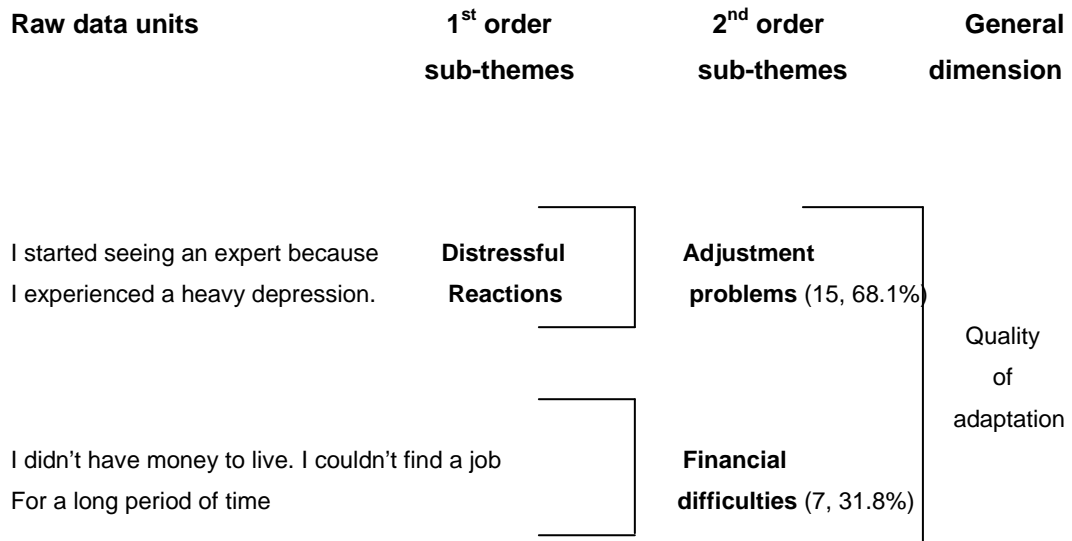 Raw data units 1st order 2nd order General
sub-themes sub-themes dimension
I started seeing an expert because Distressful Adjustment
I experienced a heavy depression. Reactions problems (15, 68.1%)
Quality
of
adaptation
I didn’t have money to live. I couldn’t find a job Financial
For a long period of time difficulties (7, 31.8%)